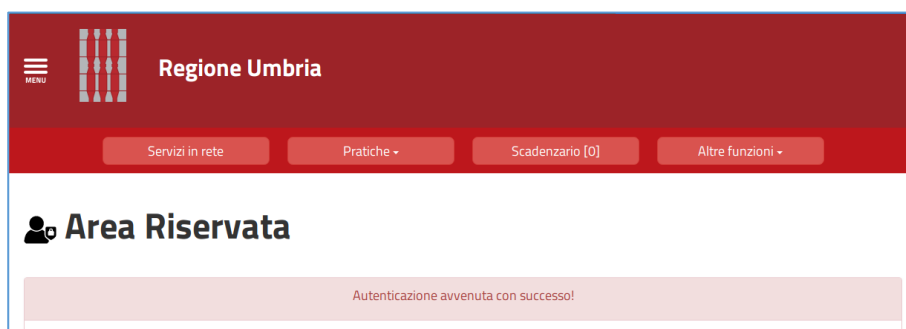 MENU
Regione Umbria
Servizi in rete
Pratiche
Scadenzario [0]
Altre funzioni
Area Riservata
Autenticazione avvenuta con successo!